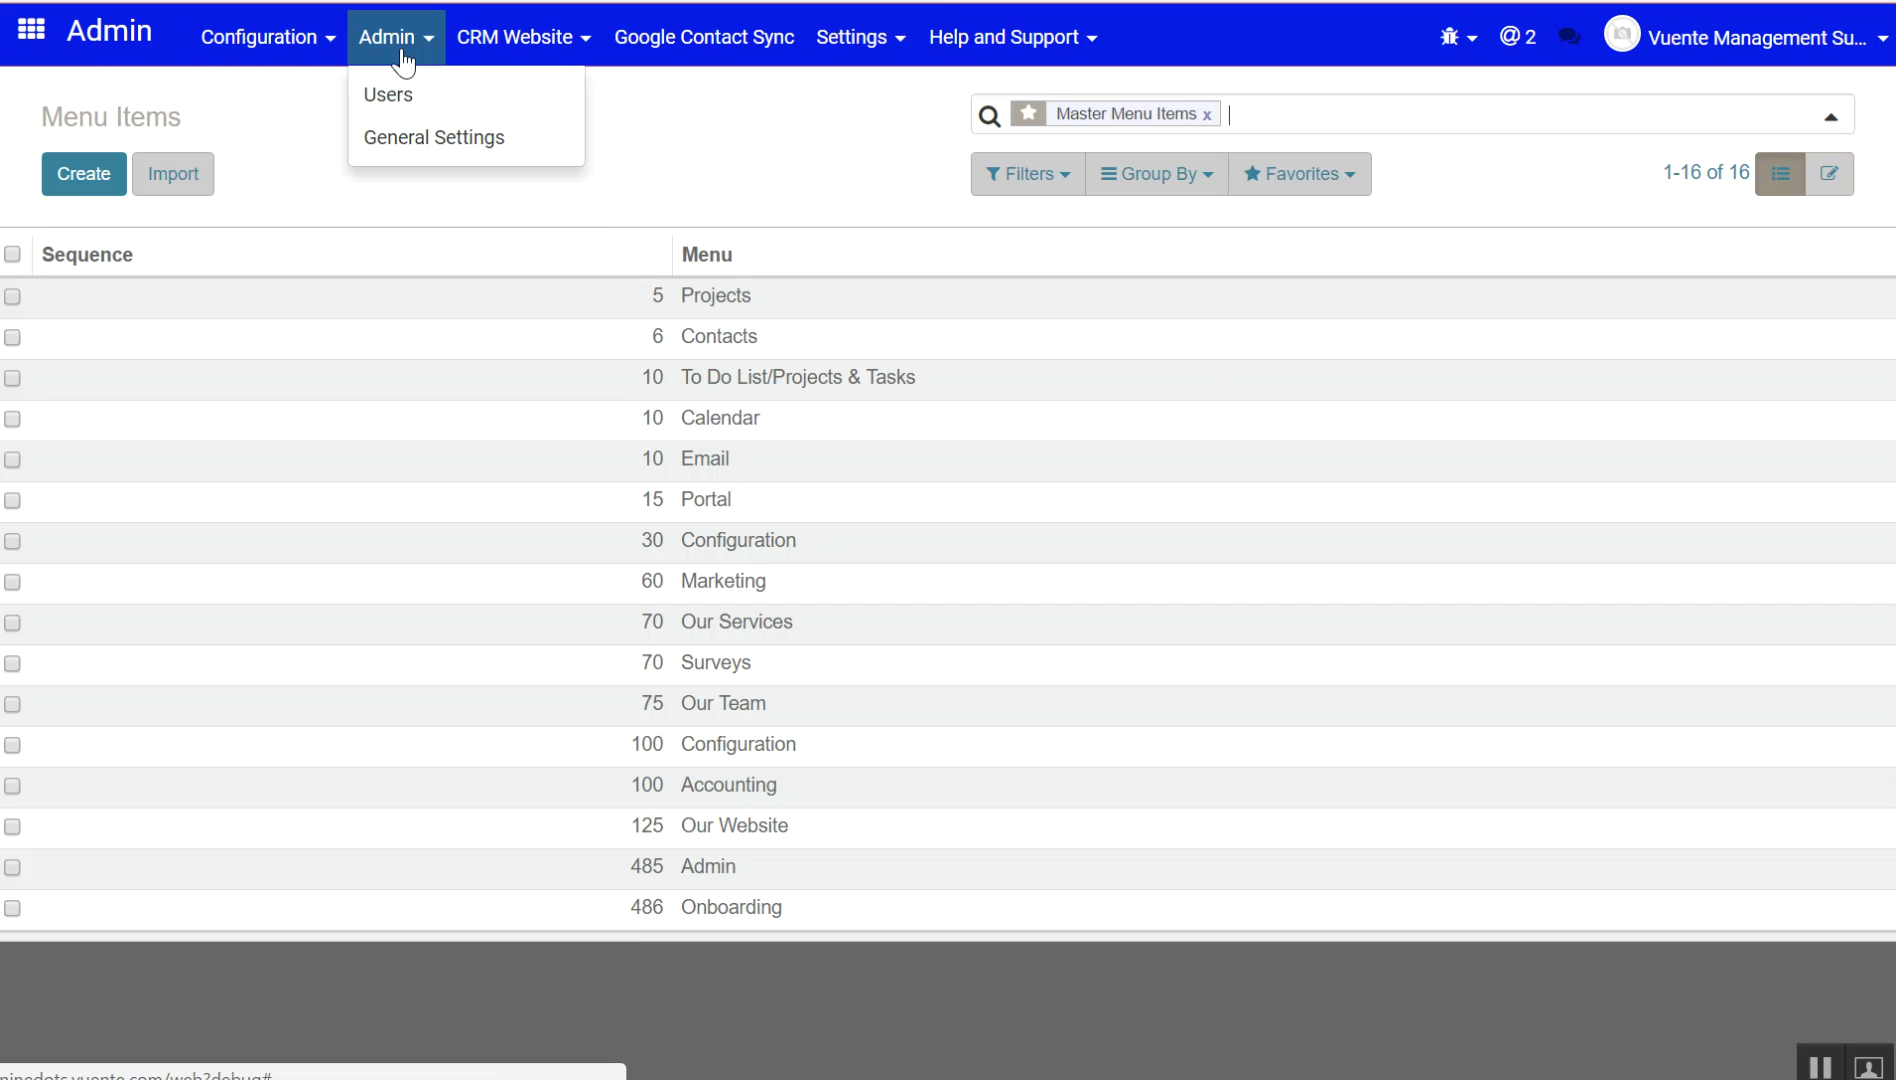 Admin
Configuration Admin CRM Website Google Contact Sync Settings Help and Support @ 2 Vuente Management Su...
Users
General Settings
Menu Items
Master Menu Items x
Create Import
Filters Group By Favorites 1-16 of 16
Sequence Menu
5 Projects
6 Contacts
10 To Do List/Projects & Tasks
10 Calendar
10 Email
15 Portal
30 Configuration
60 Marketing
70 Our Services
70 Surveys
75 Our Team
100 Configuration
100 Accounting
125 Our Website
485 Admin
486 Onboarding